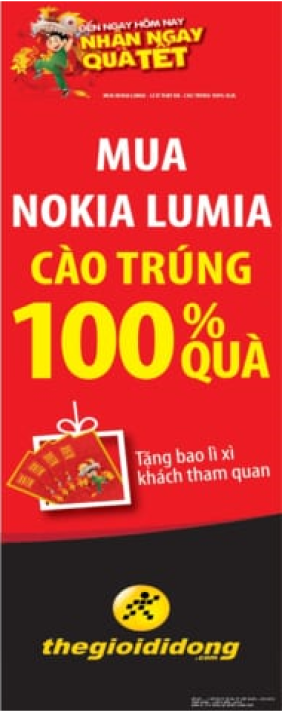 ĐẾN NGAY HÔM NAY
NHẬN NGAY
QUÀ TẾT
MUA
NOKIA LUMIA
CÀO TRÚNG
100% QUÀ
Tặng bao lì xì
khách tham quan
thegioididong
.com